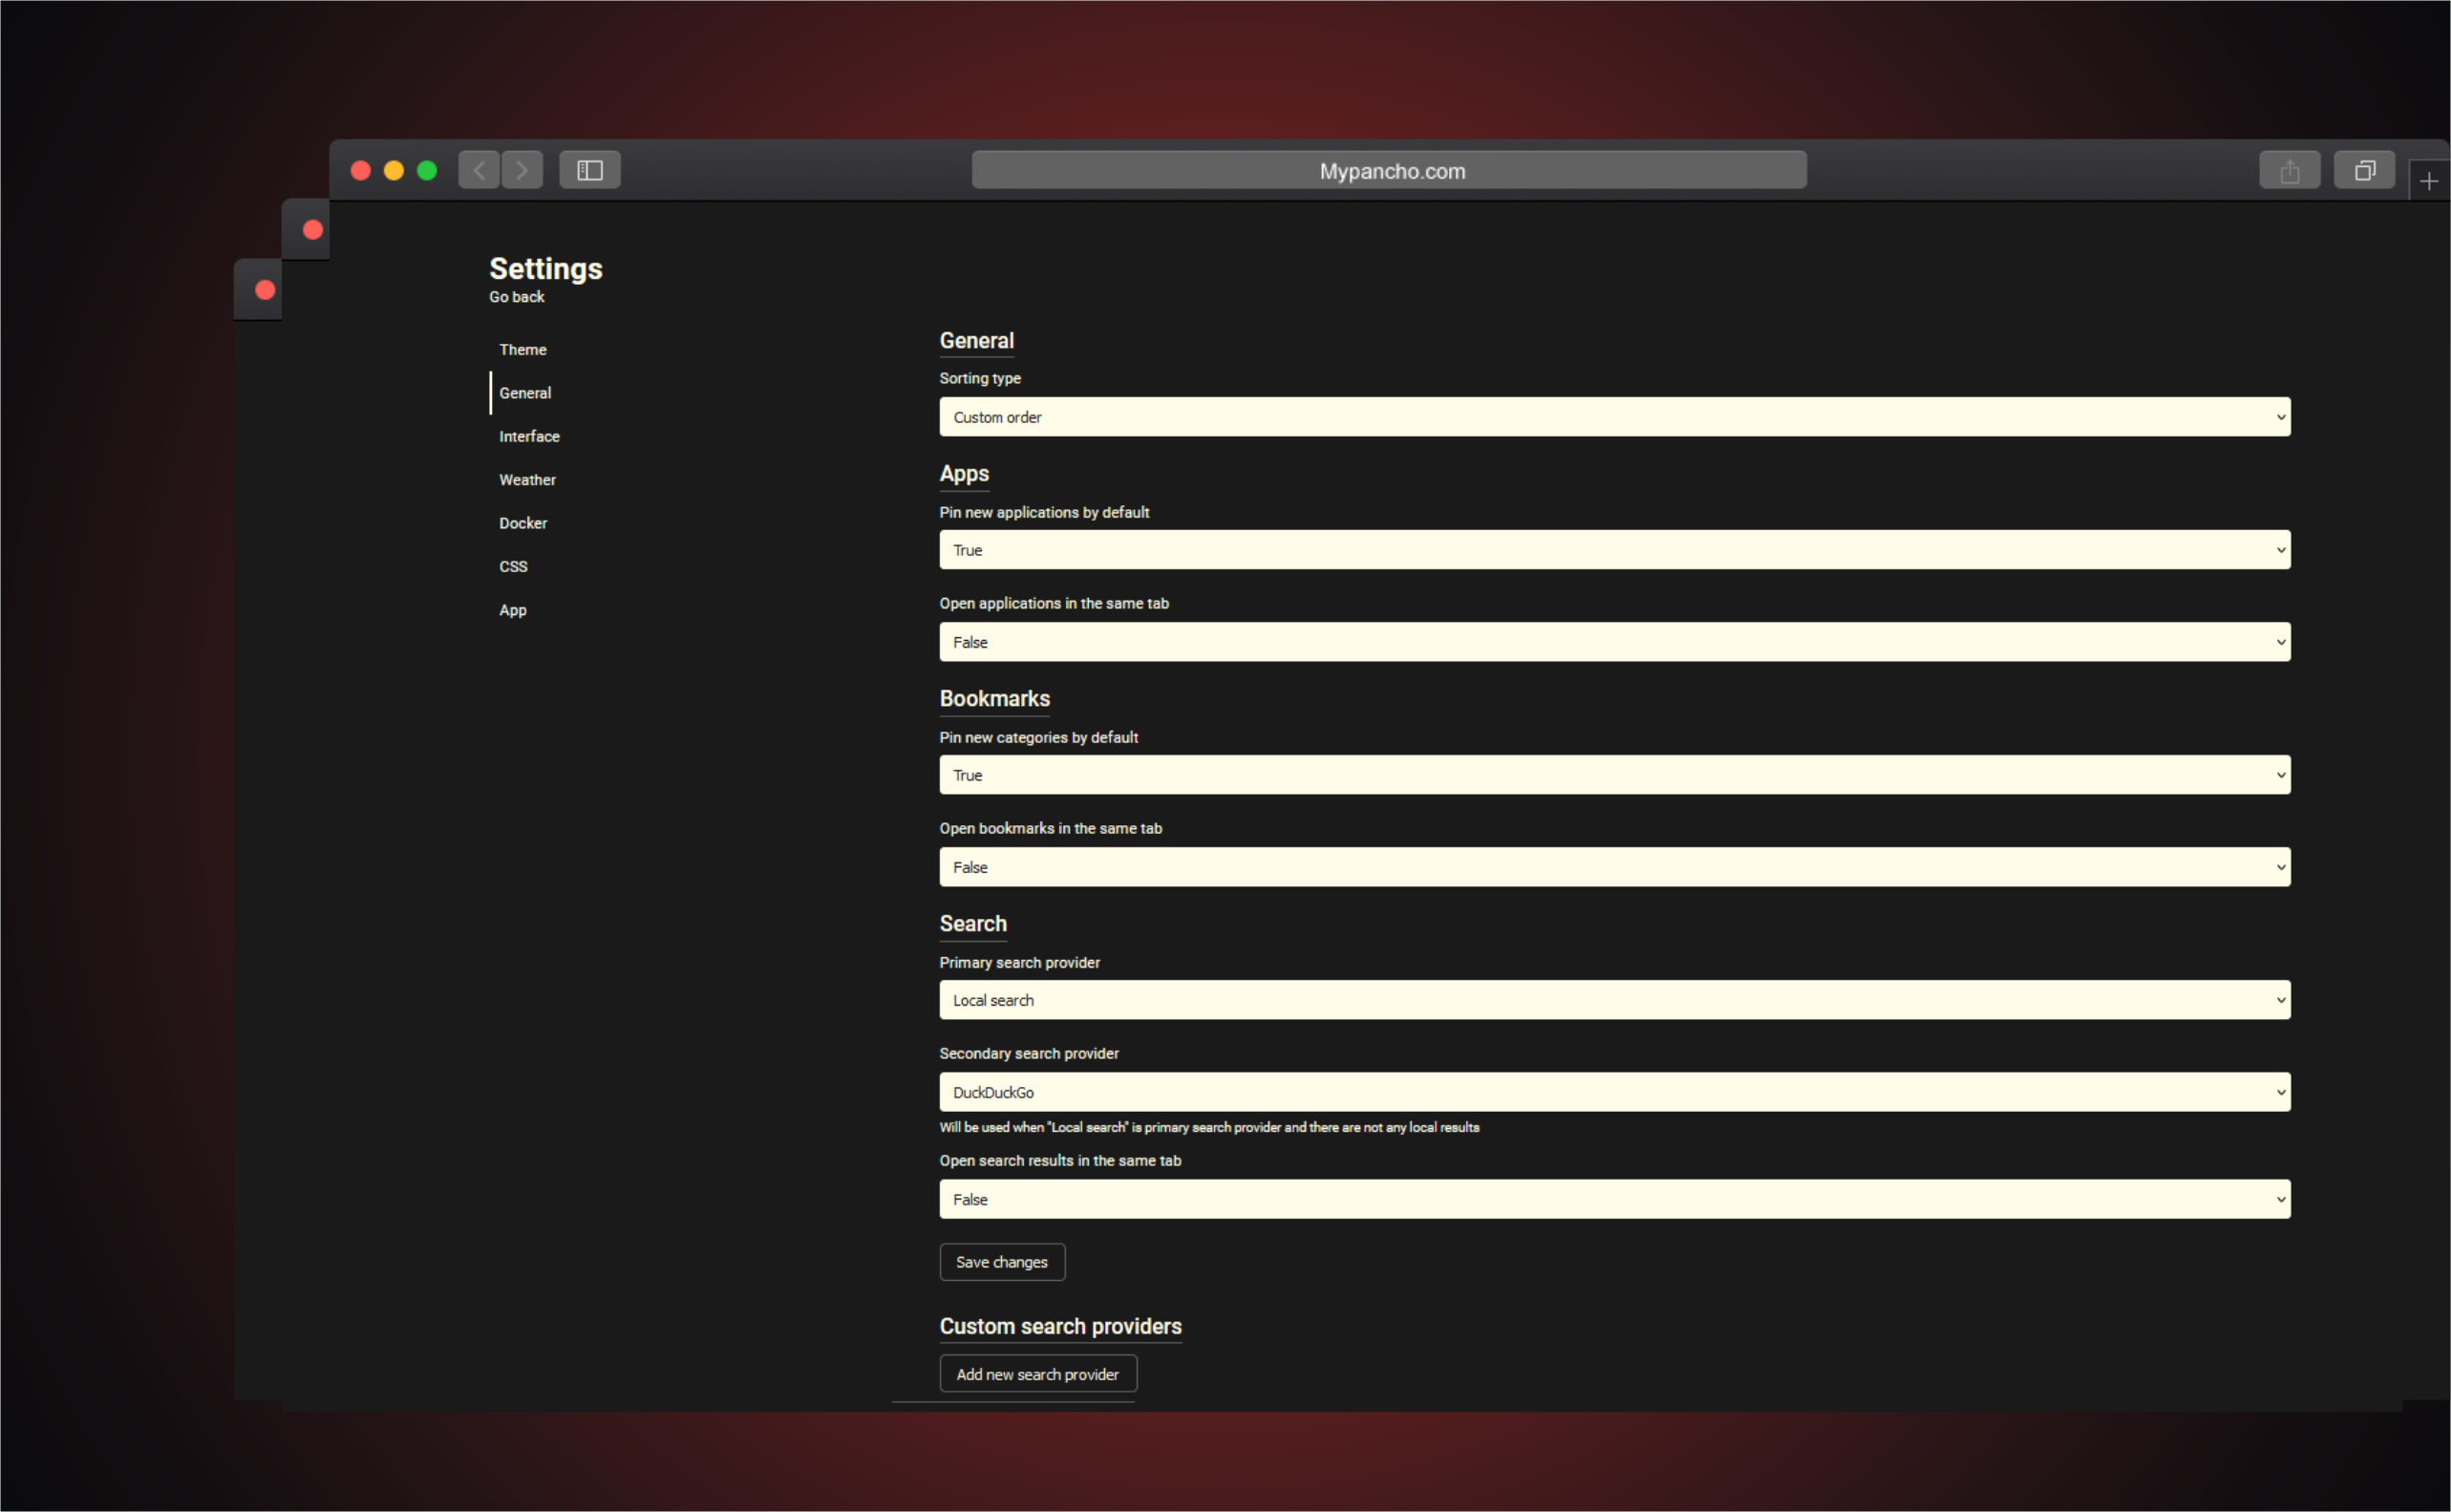 Mypancho.com
Settings
Go back
Theme
General
Interface
Weather
Docker
CSS
App
General
Sorting type
Custom order
Apps
Pin new applications by default
True
Open applications in the same tab
False
Bookmarks
Pin new categories by default
True
Open bookmarks in the same tab
False
Search
Primary search provider
Local search
Secondary search provider
DuckDuckGo
Will be used when "Local search" is primary search provider and there are not any local results
Open search results in the same tab
False
Save changes
Custom search providers
Add new search provider